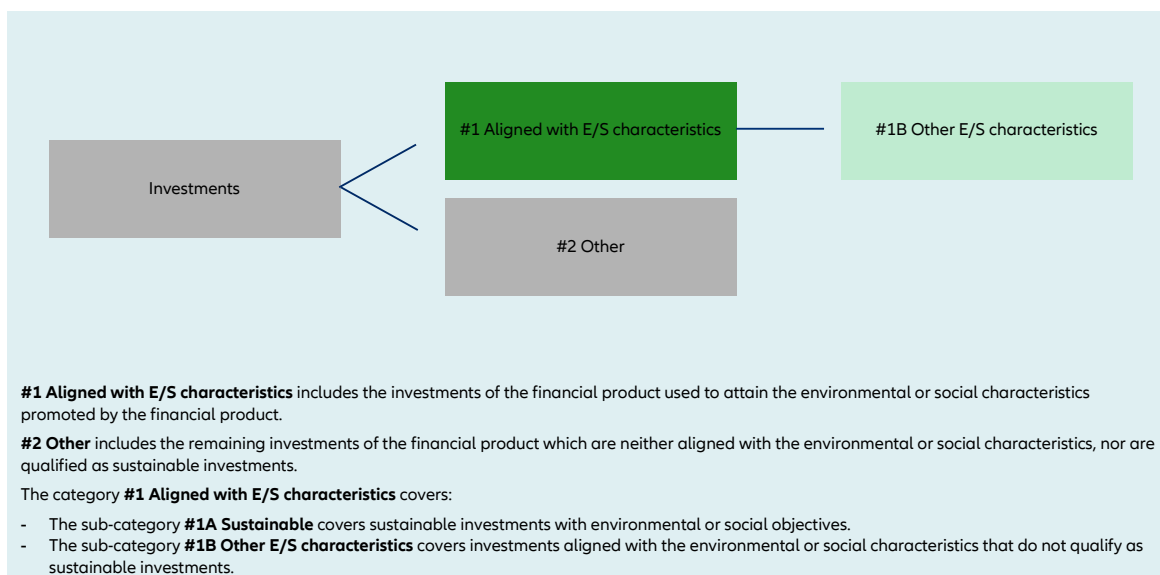 #1 Aligned with E/S characteristics
#1B Other E/S characteristics
Investments
#2 Other
#1 Aligned with E/S characteristics includes the investments of the financial product used to attain the environmental or social characteristics
promoted by the financial product.
#2 Other includes the remaining investments of the financial product which are neither aligned with the environmental or social characteristics, nor are
qualified as sustainable investments.
The category #1 Aligned with E/S characteristics covers:
- The sub-category #1A Sustainable covers sustainable investments with environmental or social objectives.
- The sub-category #1B Other E/S characteristics covers investments aligned with the environmental or social characteristics that do not qualify as
sustainable investments.